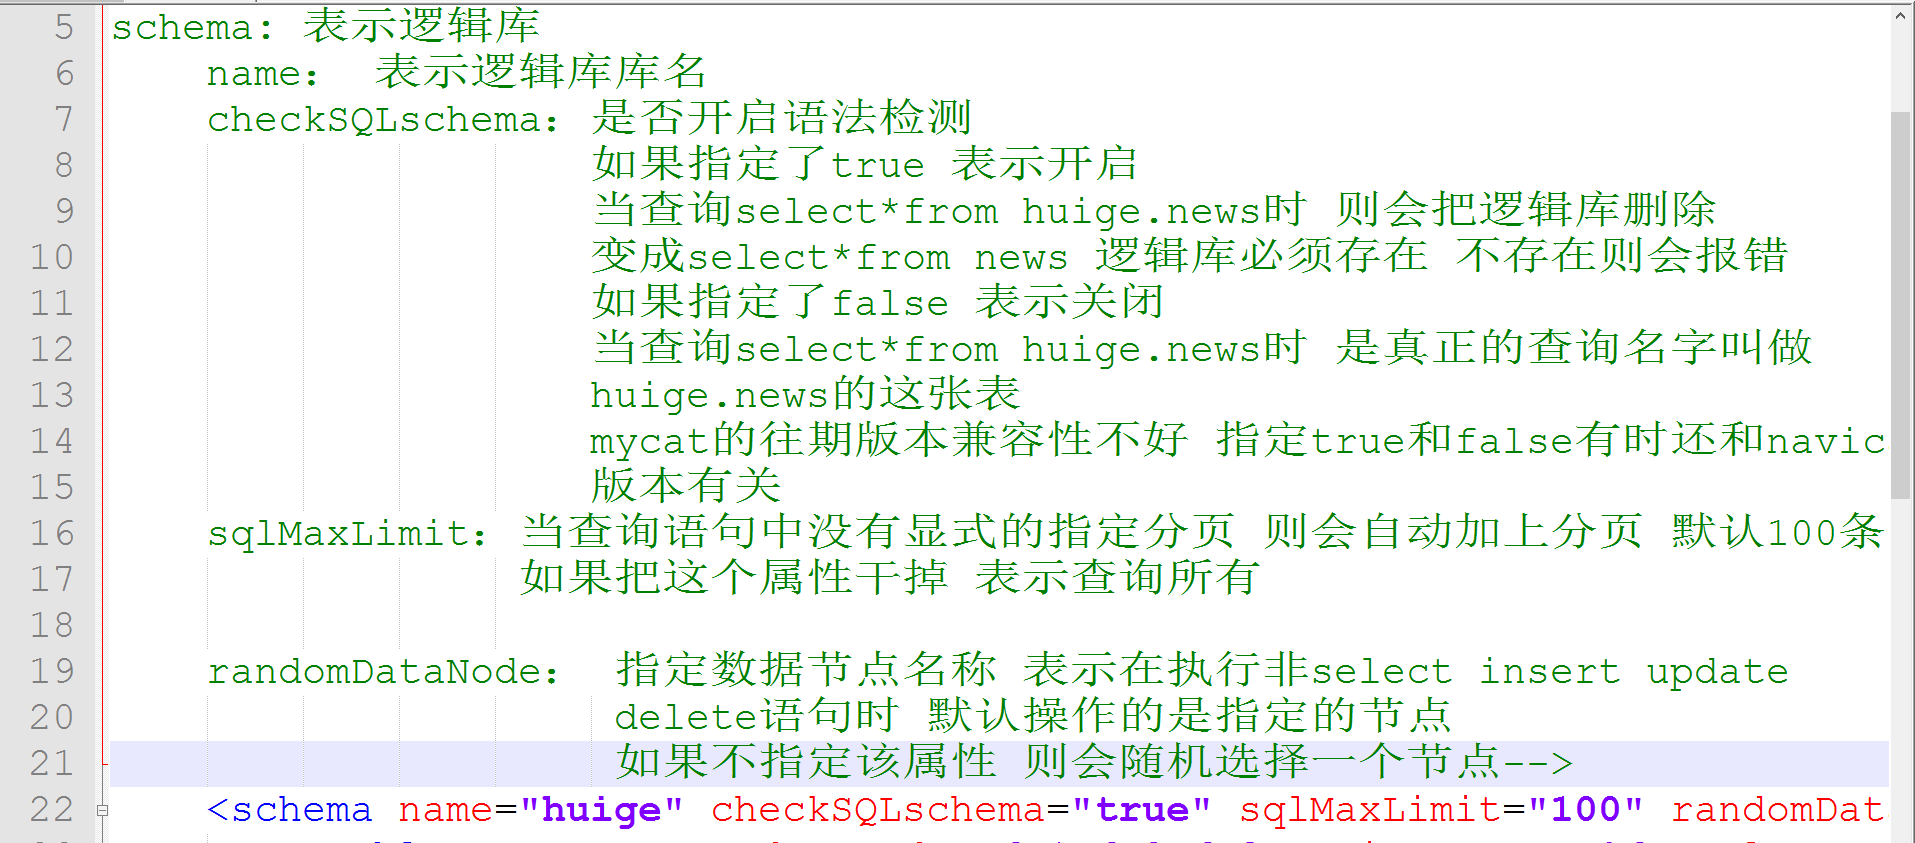 5 schema: 表示逻辑库
6 name: 表示逻辑库库名
7 checkSQLschema: 是否开启语法检测
8 如果指定了true 表示开启
9 当查询select*from huige.news时 则会把逻辑库删除
10 变成select*from news 逻辑库必须存在 不存在则会报错
11 如果指定了false 表示关闭
12 当查询select*from huige.news时 是真正的查询名字叫做
13 huige.news的这张表
14 mycat的往期版本兼容性不好 指定true和false有时还和navic
15 版本有关
16 sqlMaxLimit: 当查询语句中没有显式的指定分页 则会自动加上分页 默认100条
17 如果把这个属性干掉 表示查询所有
18
19 randomDataNode: 指定数据节点名称 表示在执行非select insert update
20 delete语句时 默认操作的是指定的节点
21 如果不指定该属性 则会随机选择一个节点-->
22 <schema name="huige" checkSQLschema="true" sqlMaxLimit="100" randomDat